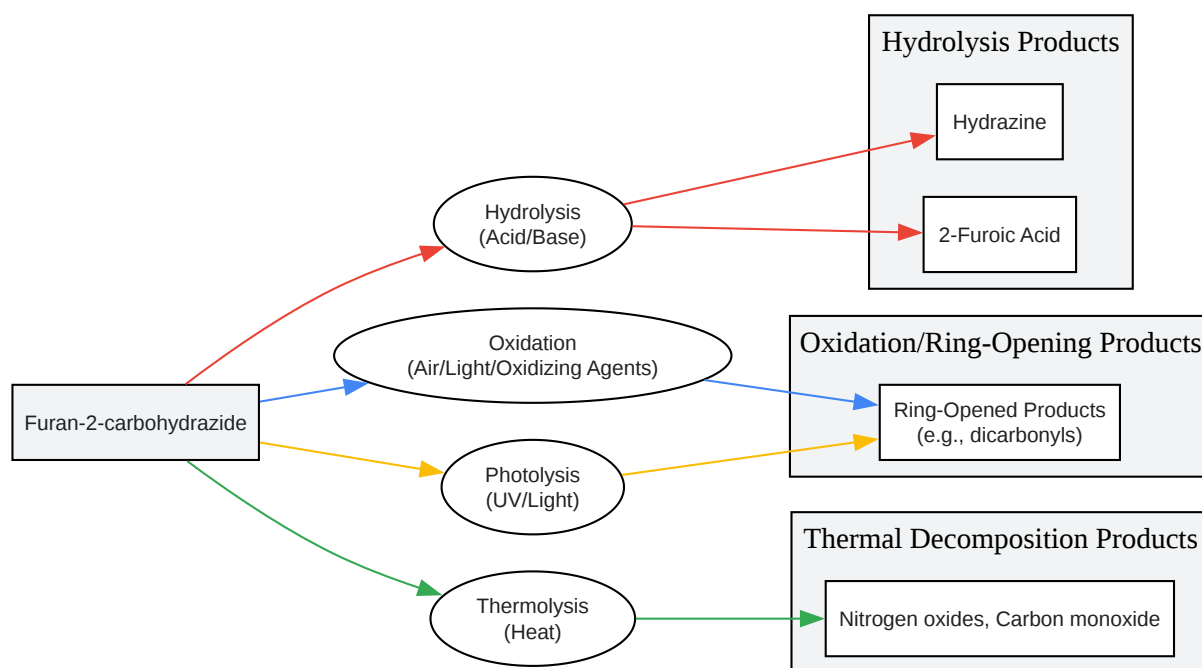 Hydrolysis Products
Hydrazine
2-Furoic Acid
Hydrolysis
(Acid/Base)
Oxidation
(Air/Light/Oxidizing Agents)
Oxidation/Ring-Opening Products
Ring-Opened Products
(e.g., dicarbonyls)
Furan-2-carbohydrazide
Photolysis
(UV/Light)
Thermal Decomposition Products
Nitrogen oxides, Carbon monoxide
Thermolysis
(Heat)